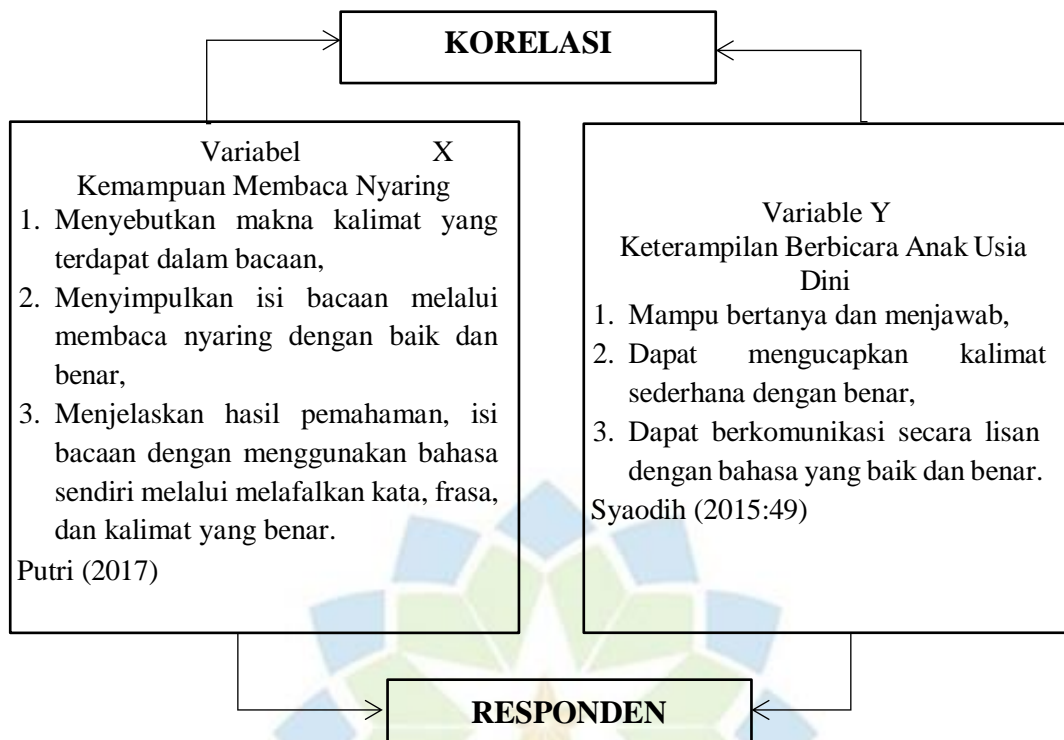 KORELASI
Variabel X
Kemampuan Membaca Nyaring
1. Menyebutkan makna kalimat yang
terdapat dalam bacaan,
2. Menyimpulkan isi bacaan melalui
membaca nyaring dengan baik dan
benar,
3. Menjelaskan hasil pemahaman, isi
bacaan dengan menggunakan bahasa
sendiri melalui melafalkan kata, frasa,
dan kalimat yang benar.
Putri (2017)
Variable Y
Keterampilan Berbicara Anak Usia
Dini
1. Mampu bertanya dan menjawab,
2. Dapat mengucapkan kalimat
sederhana dengan benar,
3. Dapat berkomunikasi secara lisan
dengan bahasa yang baik dan benar.
Syaodih (2015:49)
RESPONDEN